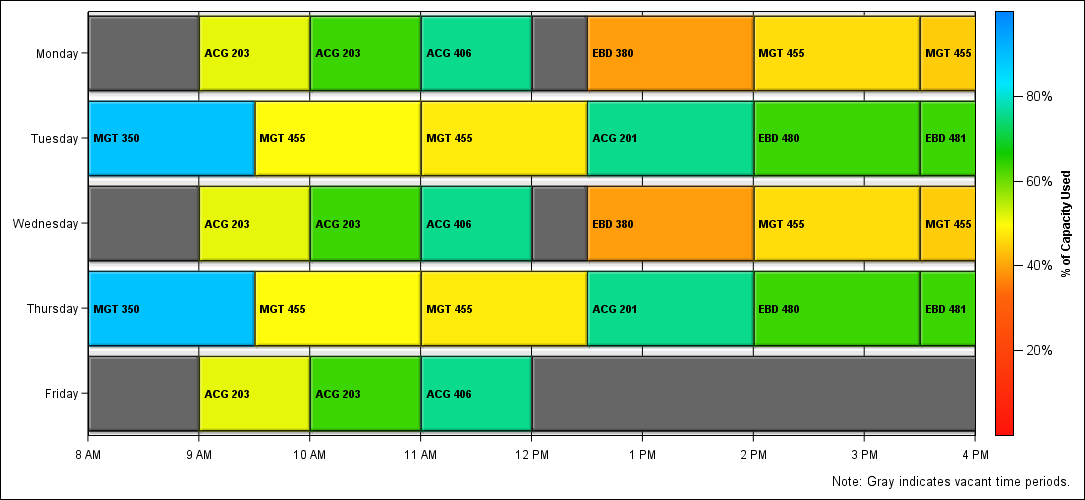 Monday
ACG 203
ACG 203
ACG 406
EBD 380
MGT 455
MGT 455
Tuesday
MGT 350
MGT 455
MGT 455
ACG 201
EBD 480
EBD 481
Wednesday
ACG 203
ACG 203
ACG 406
EBD 380
MGT 455
MGT 455
Thursday
MGT 350
MGT 455
MGT 455
ACG 201
EBD 480
EBD 481
Friday
ACG 203
ACG 203
ACG 406
8 AM
9 AM
10 AM
11 AM
12 PM
1 PM
2 PM
3 PM
4 PM
80%
60%
40%
20%
% of Capacity Used
Note: Gray indicates vacant time periods.